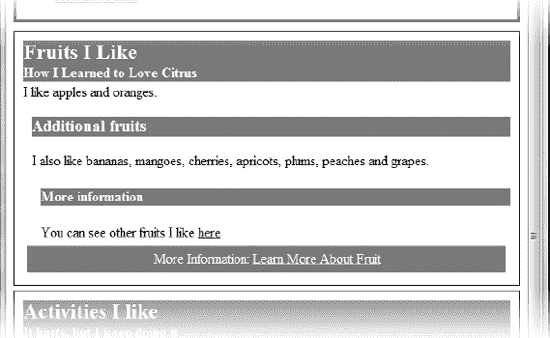 Fruits I Like
How I Learned to Love Citrus
I like apples and oranges.
Additional fruits
I also like bananas, mangoes, cherries, apricots, plums, peaches and grapes.
More information
You can see other fruits I like here
More Information: Learn More About Fruit
Activities I like
It hurts, but I keep doing it